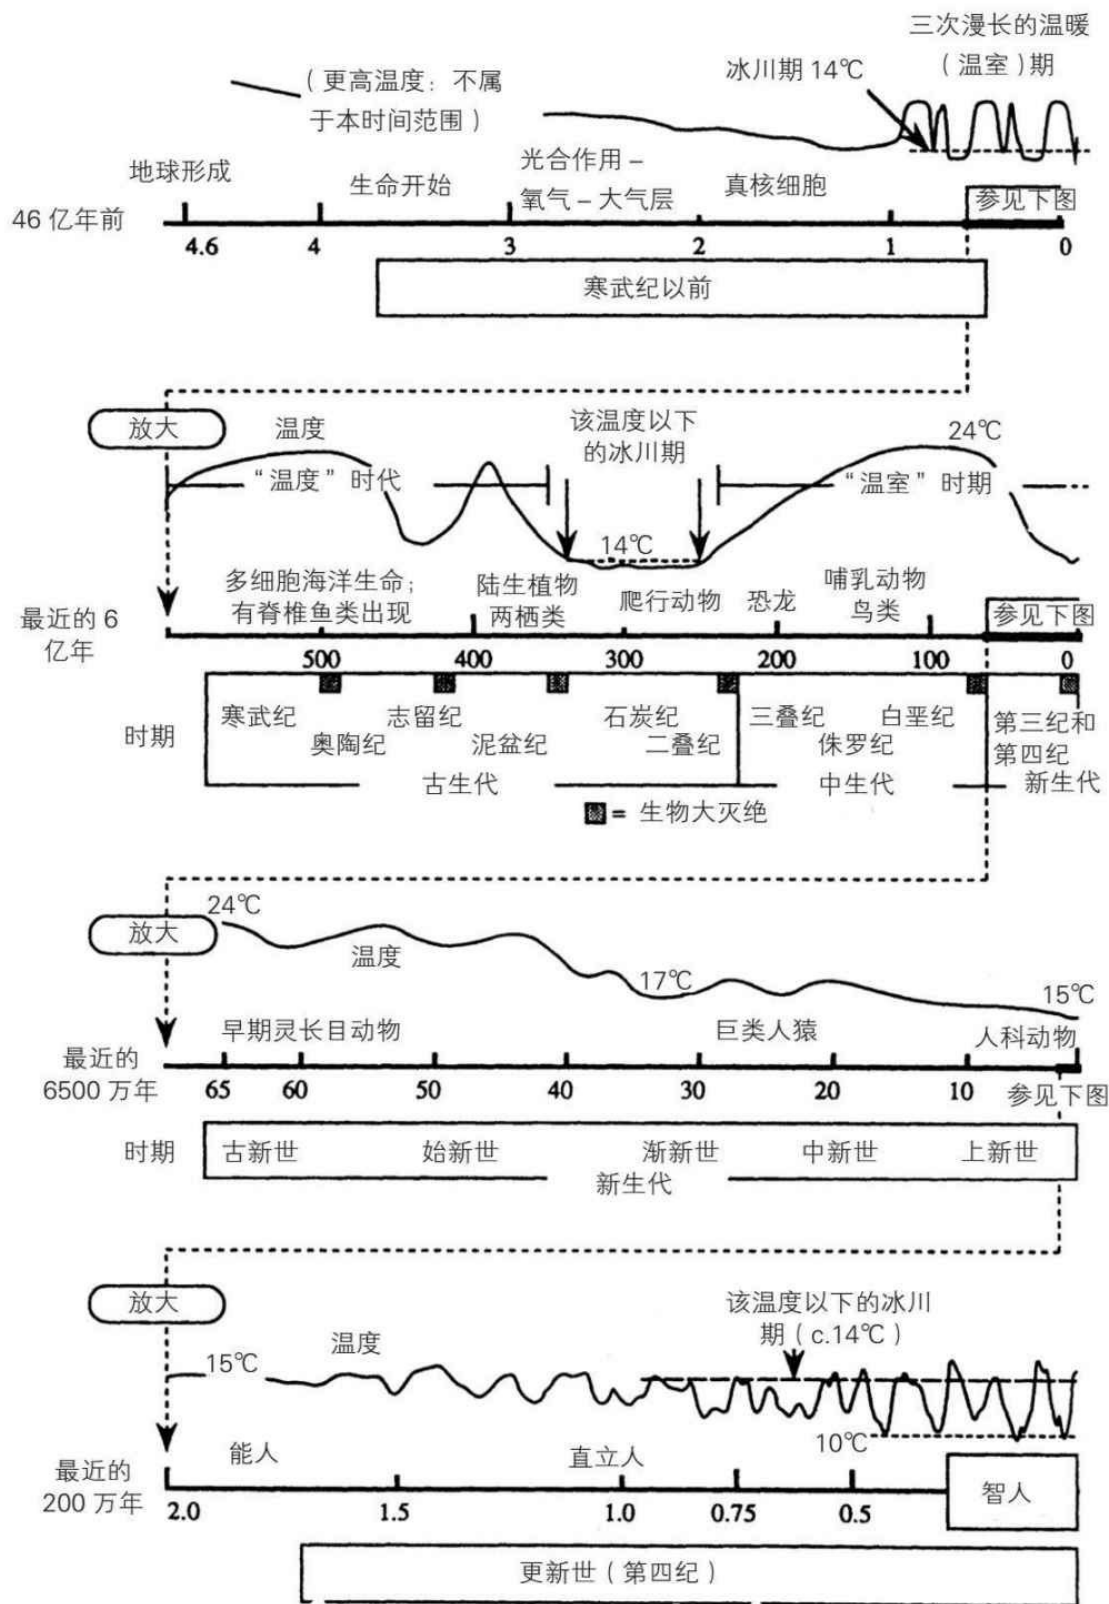 三次漫长的温暖
（温室）期
冰川期 14℃
（更高温度：不属
于本时间范围）
地球形成
生命开始
光合作用 –
氧气 – 大气层
真核细胞
参见下图
46 亿年前
4.6 4 3 2 1 0
寒武纪以前
放大
温度
该温度以下
的冰川期
24℃
“温度”时代
“温室”时期
14℃
多细胞海洋生命；
有脊椎鱼类出现
陆生植物
两栖类
爬行动物
恐龙
哺乳动物
鸟类
参见下图
最近的 6
亿年
500 400 300 200 100 0
时期
寒武纪
奥陶纪
志留纪
泥盆纪
石炭纪
二叠纪
三叠纪
侏罗纪
白垩纪
第三纪和
第四纪
古生代
中生代
新生代
= 生物大灭绝
放大
24℃
温度
17℃
15℃
早期灵长目动物
巨类人猿
人科动物
最近的
6500 万年
65 60 50 40 30 20 10
参见下图
时期
古新世 始新世 渐新世 中新世 上新世
新生代
放大
该温度以下的冰川
期（c.14℃）
15℃
温度
10℃
能人
直立人
智人
最近的
200 万年
2.0 1.5 1.0 0.75 0.5
更新世（第四纪）